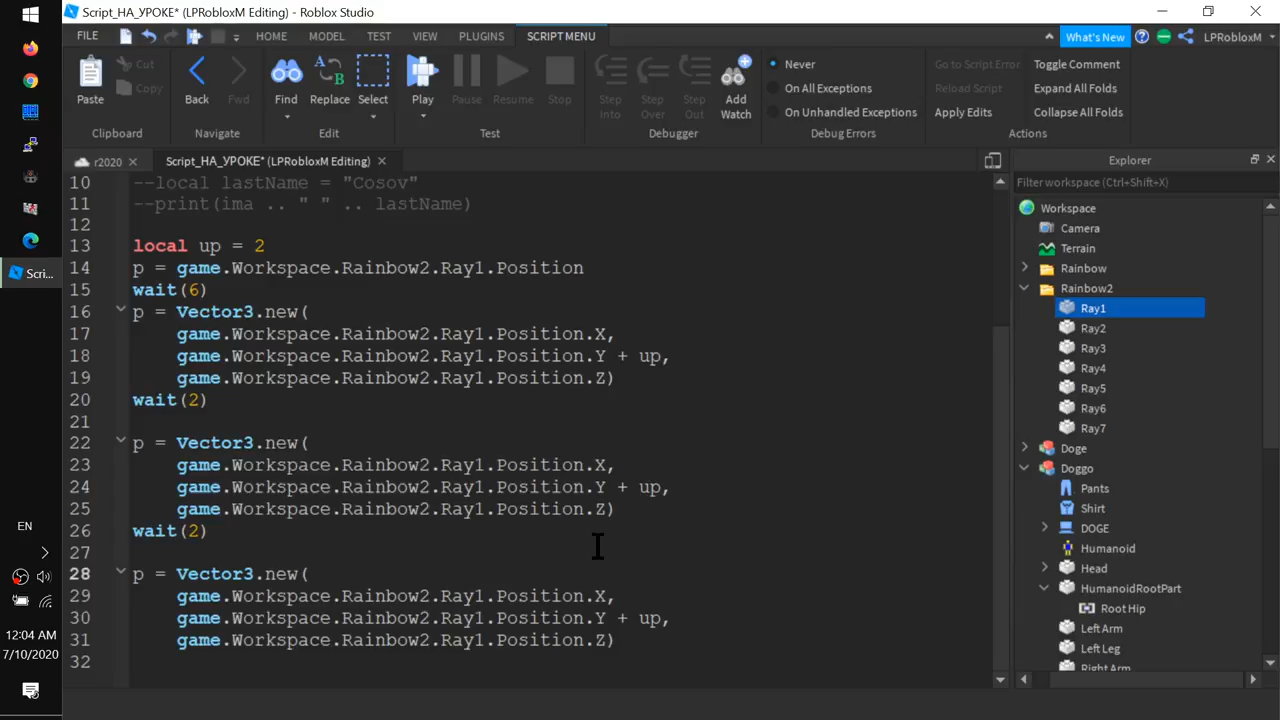 Script_НА_УРОКЕ* (LPRobloxM Editing) - Roblox Studio
FILE HOME MODEL TEST VIEW PLUGINS SCRIPT MENU What's New LPRobloxM
Paste Cut Copy Back Fwd Find Replace Select Play Pause Resume Stop Step Into Step Over Step Out Add Watch
Never
On All Exceptions
On Unhandled Exceptions
Go to Script Error
Reload Script
Apply Edits
Toggle Comment
Expand All Folds
Collapse All Folds
Clipboard Navigate Edit Test Debugger Debug Errors Actions
r2020 Script_НА_УРОКЕ* (LPRobloxM Editing)
10 --local lastName = "Cosov"
11 --print(ima .. " " .. lastName)
12
13 local up = 2
14 p = game.Workspace.Rainbow2.Ray1.Position
15 wait(6)
16 p = Vector3.new(
17 game.Workspace.Rainbow2.Ray1.Position.X,
18 game.Workspace.Rainbow2.Ray1.Position.Y + up,
19 game.Workspace.Rainbow2.Ray1.Position.Z)
20 wait(2)
21
22 p = Vector3.new(
23 game.Workspace.Rainbow2.Ray1.Position.X,
24 game.Workspace.Rainbow2.Ray1.Position.Y + up,
25 game.Workspace.Rainbow2.Ray1.Position.Z)
26 wait(2)
27
28 p = Vector3.new(
29 game.Workspace.Rainbow2.Ray1.Position.X,
30 game.Workspace.Rainbow2.Ray1.Position.Y + up,
31 game.Workspace.Rainbow2.Ray1.Position.Z)
32
Explorer
Filter workspace (Ctrl+Shift+X)
Workspace
Camera
Terrain
Rainbow
Rainbow2
Ray1
Ray2
Ray3
Ray4
Ray5
Ray6
Ray7
Doge
Doggo
Pants
Shirt
DOGE
Humanoid
Head
HumanoidRootPart
Root Hip
Left Arm
Left Leg
Right Arm
Scri...
EN
12:04 AM
7/10/2020